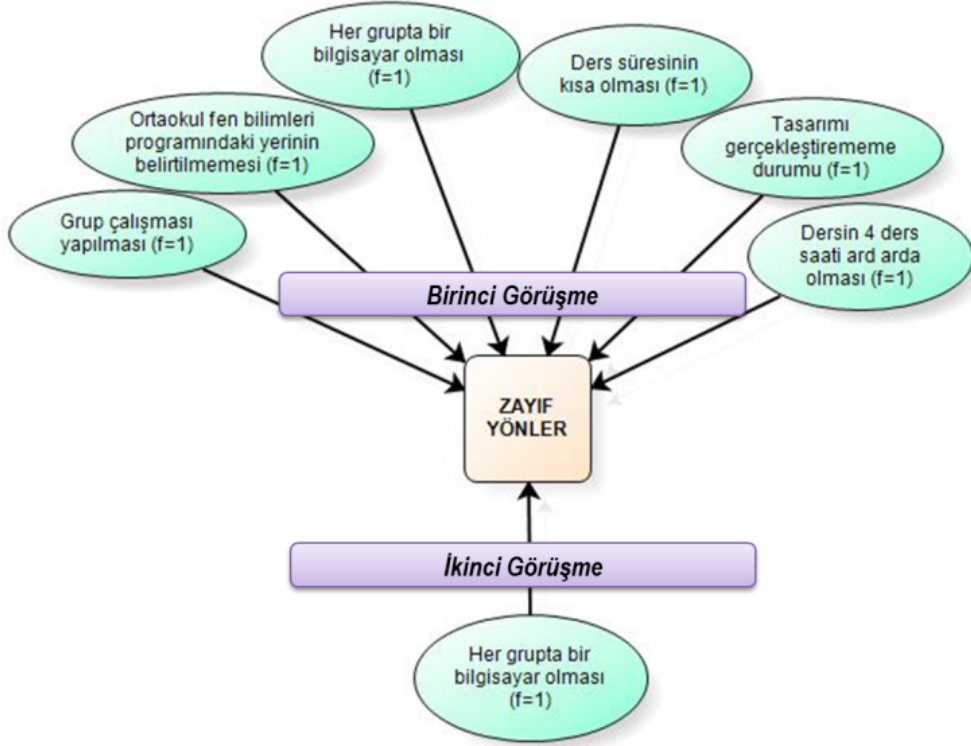 Her grupta bir
bilgisayar olması
(f=1)
Ders süresinin
kısa olması (f=1)
Ortaokul fen bilimleri
programındaki yerinin
belirtilmemesi (f=1)
Tasarımı
gerçekleştirememe
durumu (f=1)
Grup çalışması
yapılması (f=1)
Dersin 4 ders
saati ard arda
olması (f=1)
Birinci Görüşme
ZAYIF
YÖNLER
İkinci Görüşme
Her grupta bir
bilgisayar olması
(f=1)